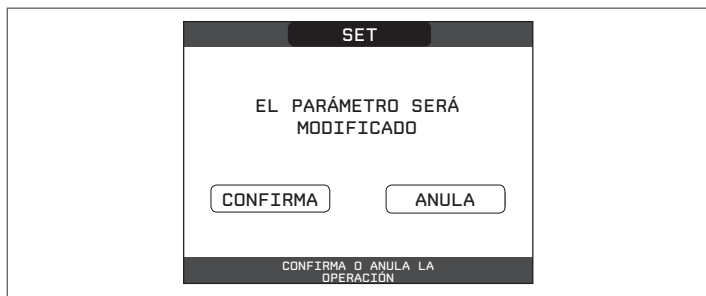 SET
EL PARÁMETRO SERÁ
MODIFICADO
CONFIRMA ANULA
CONFIRMA O ANULA LA
OPERACIÓN